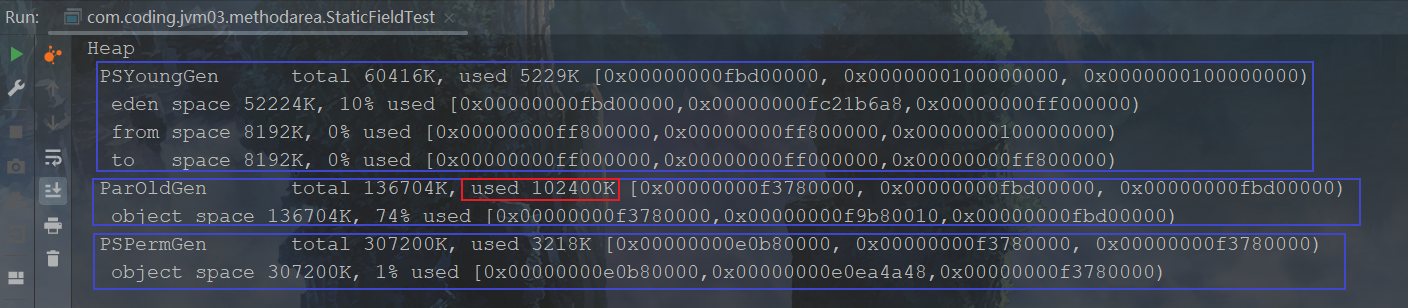 Run: com.coding.jvm03.methodarea.StaticFieldTest ×
Heap
PSYoungGen      total 60416K, used 5229K [0x00000000fbd00000, 0x0000000100000000, 0x0000000100000000)
 eden space 52224K, 10% used [0x00000000fbd00000,0x00000000fc21b6a8,0x00000000ff000000)
 from space 8192K, 0% used [0x00000000ff800000,0x00000000ff800000,0x0000000100000000)
 to   space 8192K, 0% used [0x00000000ff000000,0x00000000ff000000,0x00000000ff800000)
ParOldGen       total 136704K, used 102400K [0x00000000f3780000, 0x00000000fbd00000, 0x00000000fbd00000)
 object space 136704K, 74% used [0x00000000f3780000,0x00000000f9b80010,0x00000000fbd00000)
PSPermGen       total 307200K, used 3218K [0x00000000e0b80000, 0x00000000f3780000, 0x00000000f3780000)
 object space 307200K, 1% used [0x00000000e0b80000,0x00000000e0ea4a48,0x00000000f3780000)